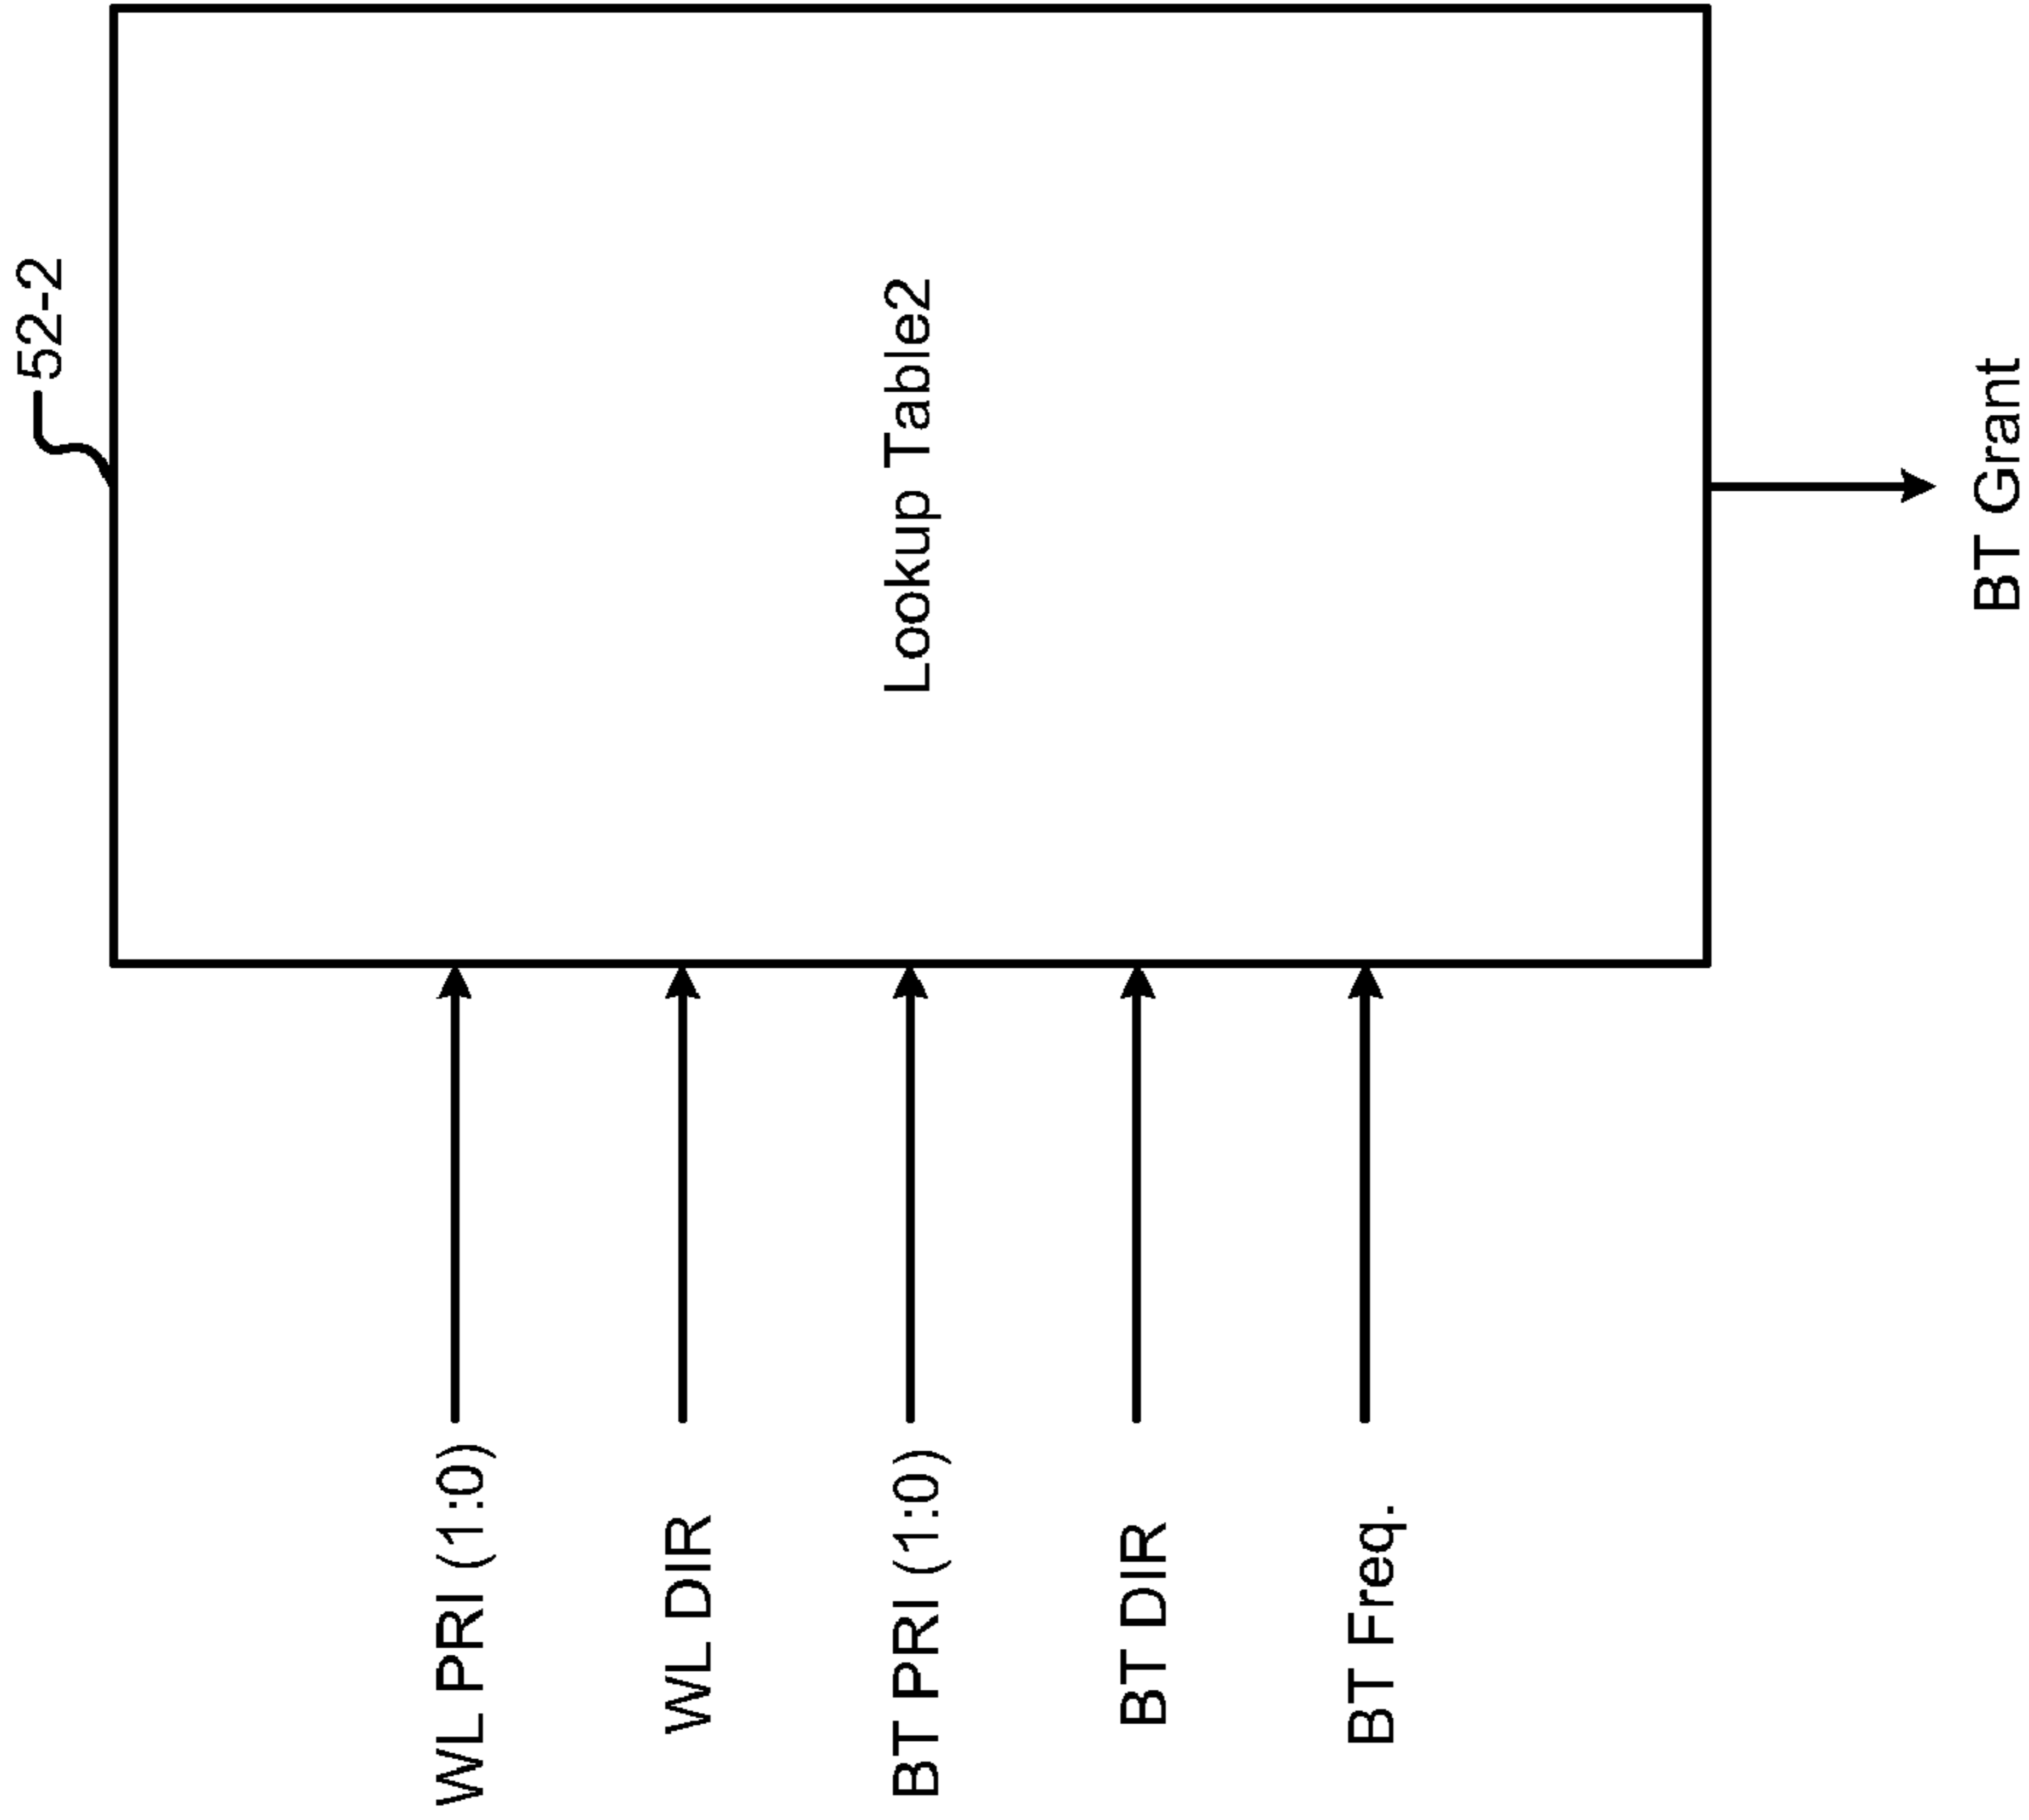 52-2
WL PRI (1:0)
WL DIR
BT PRI (1:0)
BT DIR
BT Freq.
Lookup Table2
BT Grant